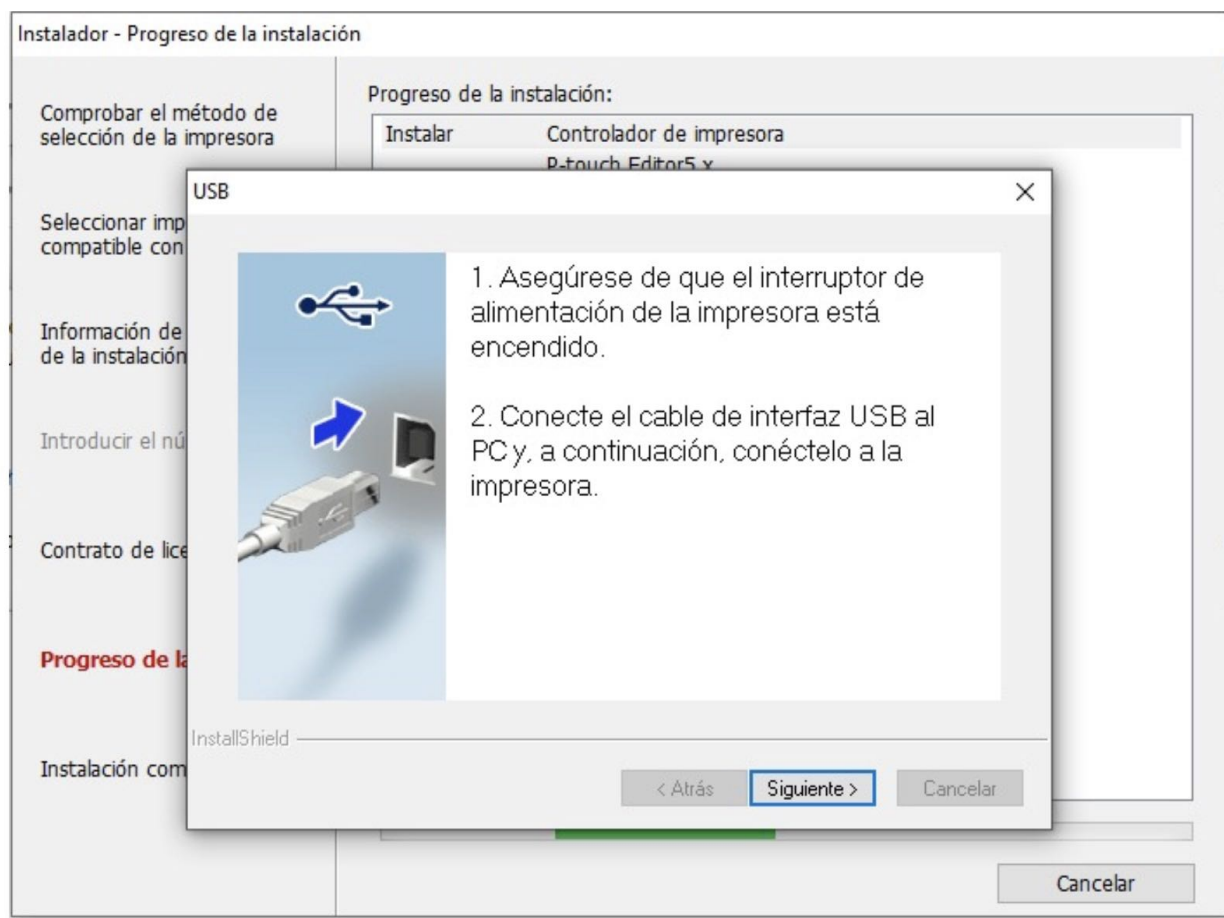 Instalador - Progreso de la instalación
Comprobar el método de
selección de la impresora
Seleccionar imp
compatible con
Información de
de la instalación
Introducir el nú
Contrato de lice
Progreso de la
Instalación com
Progreso de la instalación:
Instalar Controlador de impresora
P-touch Editor5.x
USB
1. Asegúrese de que el interruptor de
alimentación de la impresora está
encendido.
2. Conecte el cable de interfaz USB al
PC y, a continuación, conéctelo a la
impresora.
InstallShield
< Atrás Siguiente > Cancelar
Cancelar